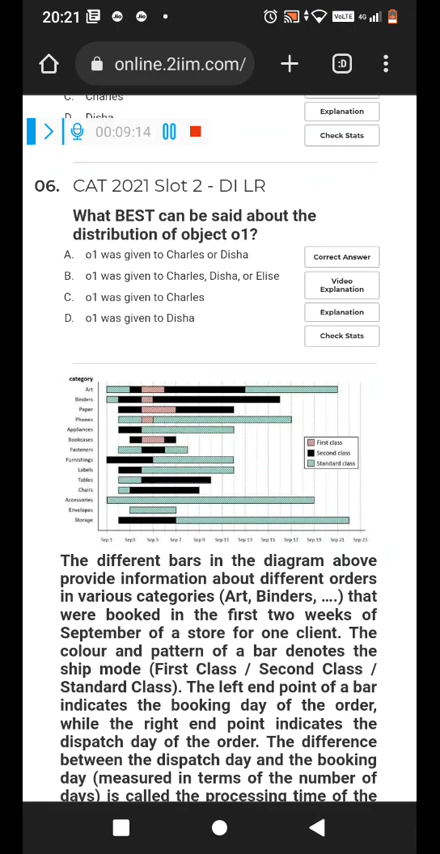 20:21
VoLTE 4G
online.2iim.com/
:D
C. Charles
D. Disha
Explanation
00:09:14
Check Stats
06. CAT 2021 Slot 2 - DI LR
What BEST can be said about the
distribution of object o1?
A. o1 was given to Charles or Disha
B. o1 was given to Charles, Disha, or Elise
C. o1 was given to Charles
D. o1 was given to Disha
Correct Answer
Video
Explanation
Explanation
Check Stats
category
Art
Binders
Paper
Phones
Appliances
Bookcases
Fasteners
Furnishings
Labels
Tables
Chairs
Accessories
Envelopes
Storage
First class
Second class
Standard class
Sep 1 Sep 3 Sep 5 Sep 7 Sep 9 Sep 11 Sep 13 Sep 15 Sep 17 Sep 19 Sep 21 Sep 23
The different bars in the diagram above
provide information about different orders
in various categories (Art, Binders, ....) that
were booked in the first two weeks of
September of a store for one client. The
colour and pattern of a bar denotes the
ship mode (First Class / Second Class /
Standard Class). The left end point of a bar
indicates the booking day of the order,
while the right end point indicates the
dispatch day of the order. The difference
between the dispatch day and the booking
day (measured in terms of the number of
days) is called the processing time of the